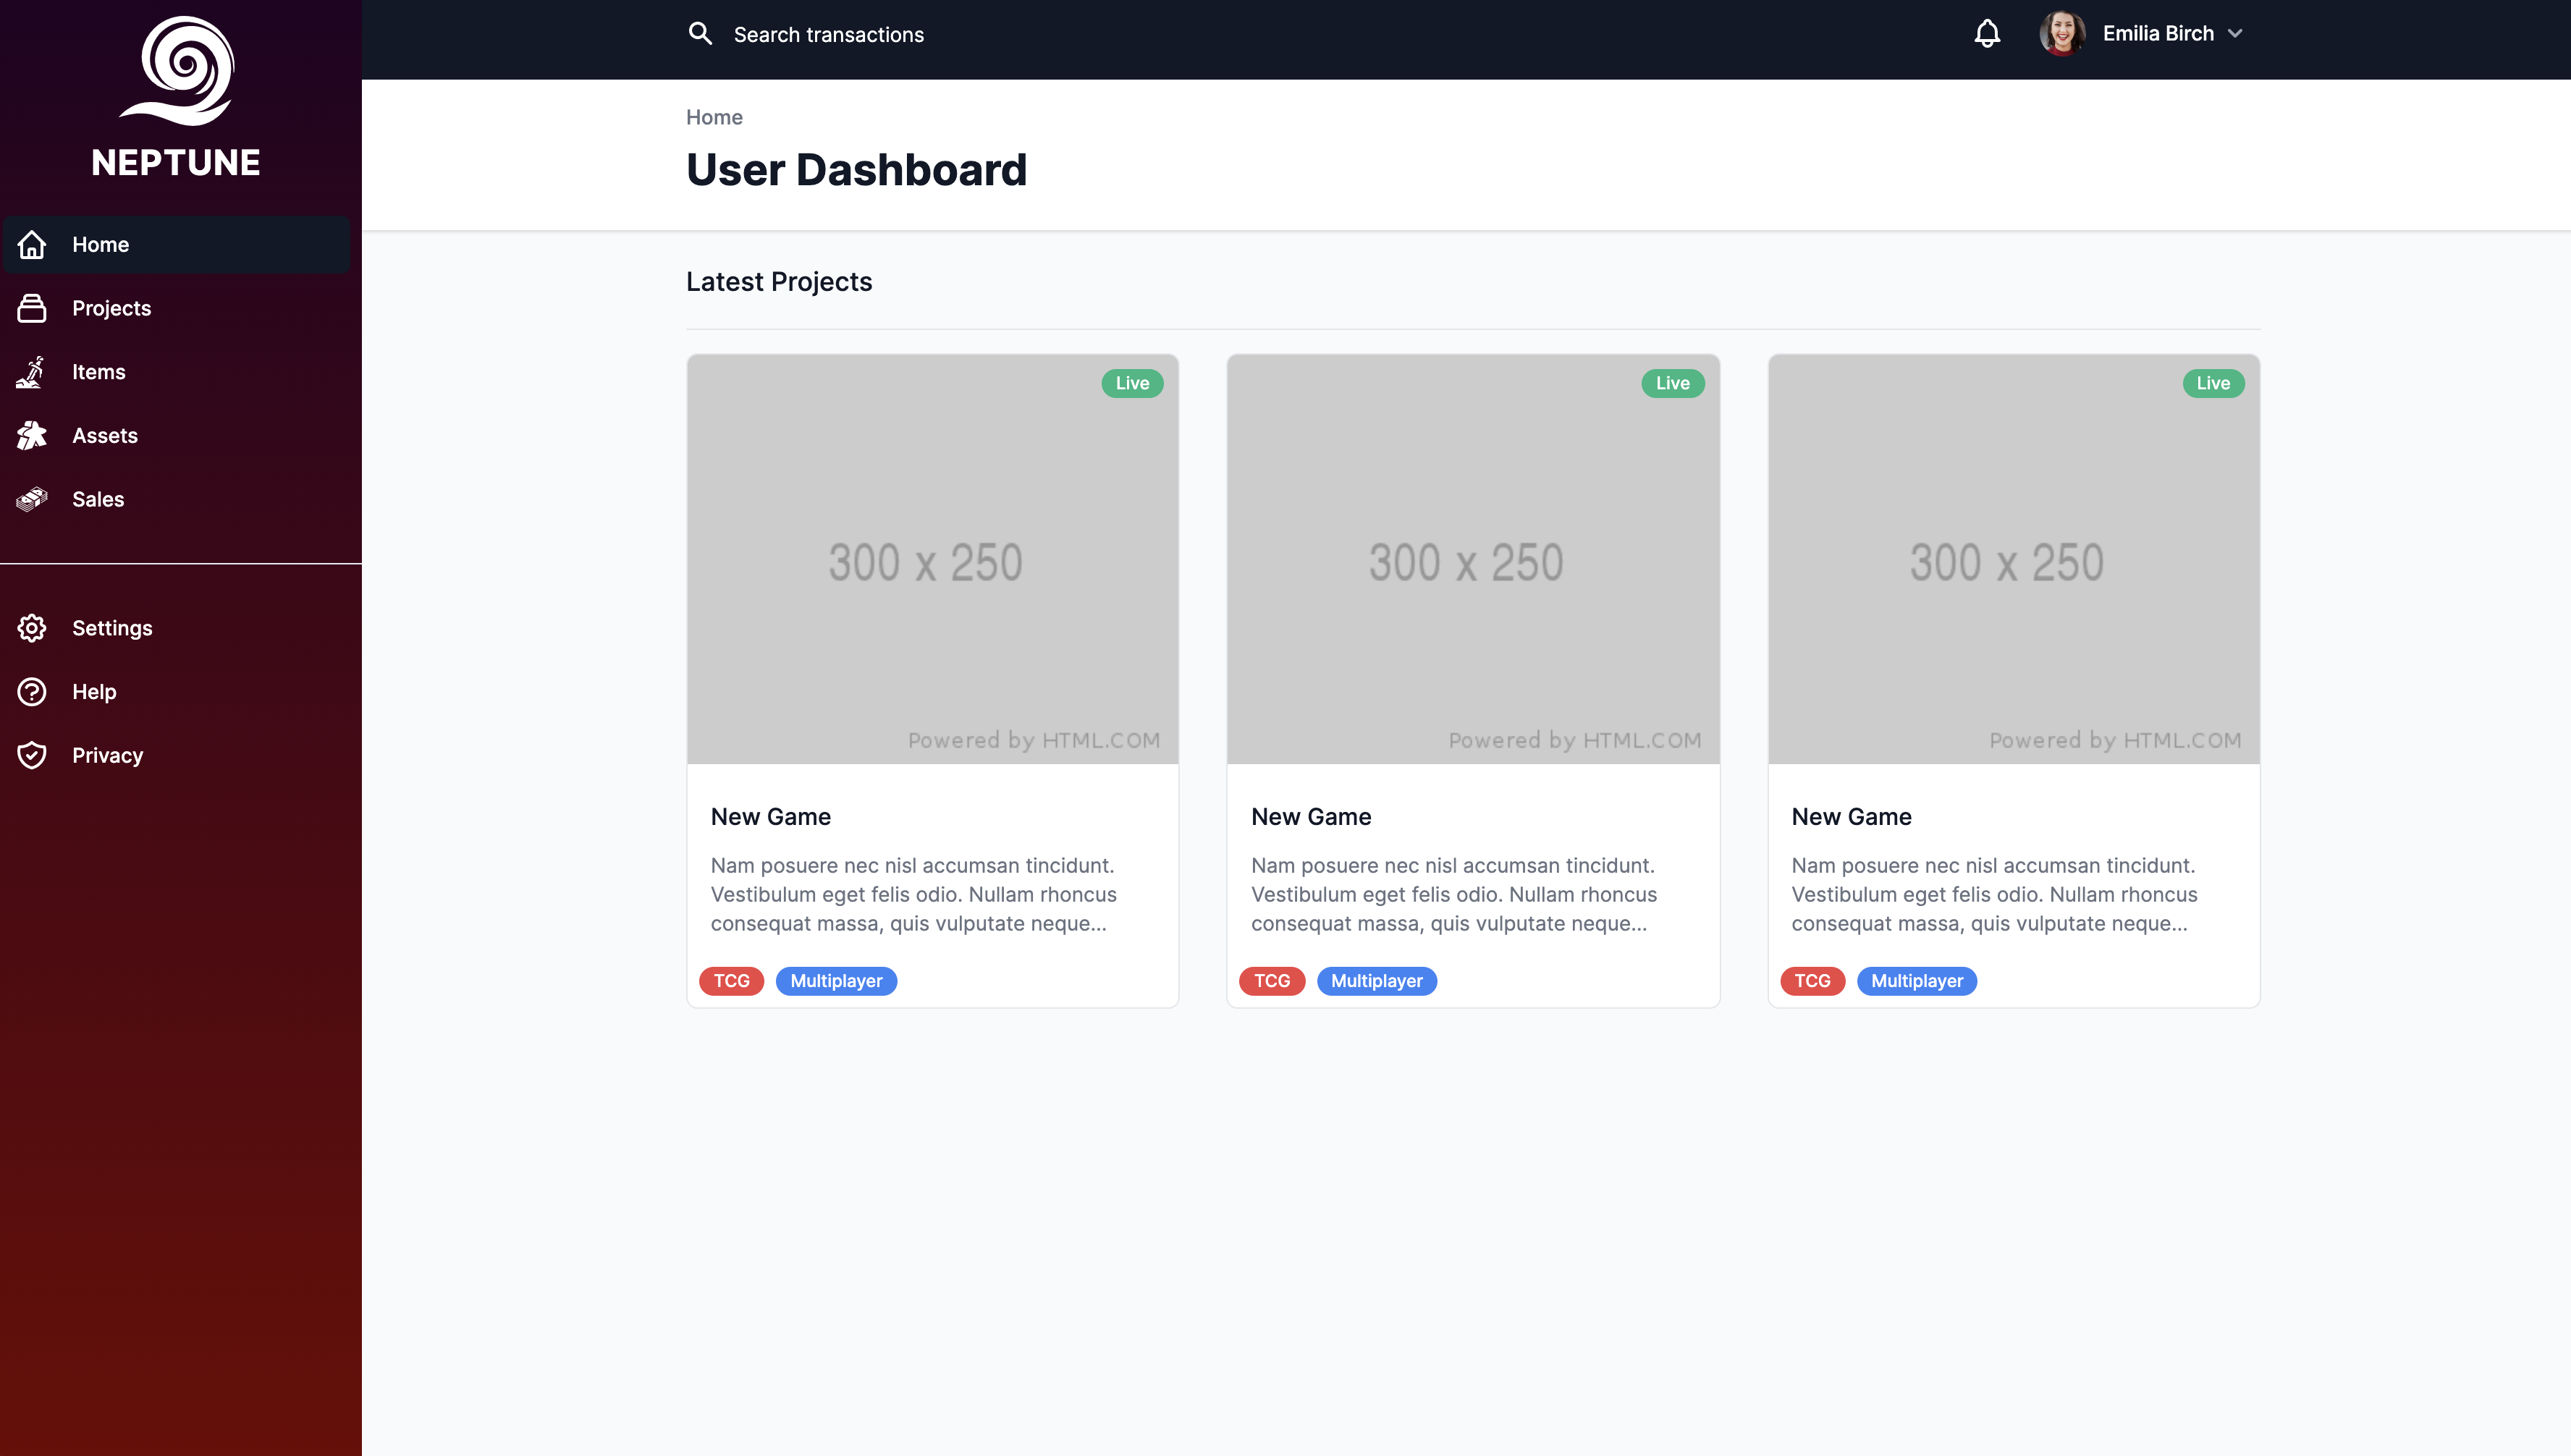 NEPTUNE
Home
Projects
Items
Assets
Sales
Settings
Help
Privacy
Search transactions
Emilia Birch
Home
User Dashboard
Latest Projects
Live
300 x 250
Powered by HTML.COM
New Game
Nam posuere nec nisl accumsan tincidunt.
Vestibulum eget felis odio. Nullam rhoncus
consequat massa, quis vulputate neque...
TCG
Multiplayer
Live
300 x 250
Powered by HTML.COM
New Game
Nam posuere nec nisl accumsan tincidunt.
Vestibulum eget felis odio. Nullam rhoncus
consequat massa, quis vulputate neque...
TCG
Multiplayer
Live
300 x 250
Powered by HTML.COM
New Game
Nam posuere nec nisl accumsan tincidunt.
Vestibulum eget felis odio. Nullam rhoncus
consequat massa, quis vulputate neque...
TCG
Multiplayer